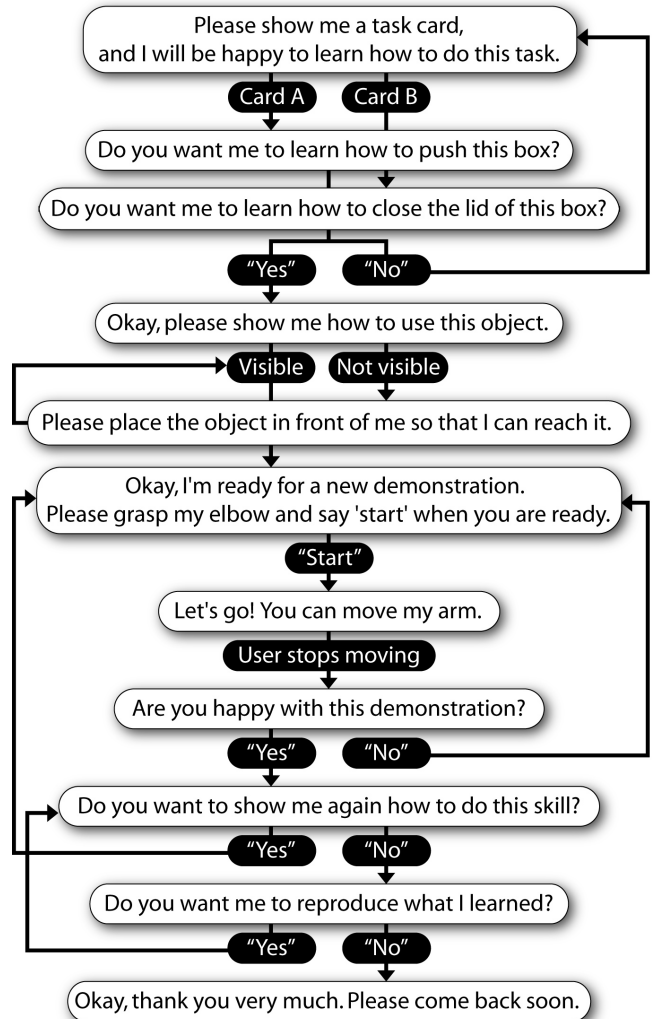 Please show me a task card,
and I will be happy to learn how to do this task.
Card A
Card B
Do you want me to learn how to push this box?
Do you want me to learn how to close the lid of this box?
“Yes”
“No”
Okay, please show me how to use this object.
Visible
Not visible
Please place the object in front of me so that I can reach it.
Okay, I'm ready for a new demonstration.
Please grasp my elbow and say 'start' when you are ready.
“Start”
Let's go! You can move my arm.
User stops moving
Are you happy with this demonstration?
“Yes”
“No”
Do you want to show me again how to do this skill?
“Yes”
“No”
Do you want me to reproduce what I learned?
“Yes”
“No”
Okay, thank you very much. Please come back soon.